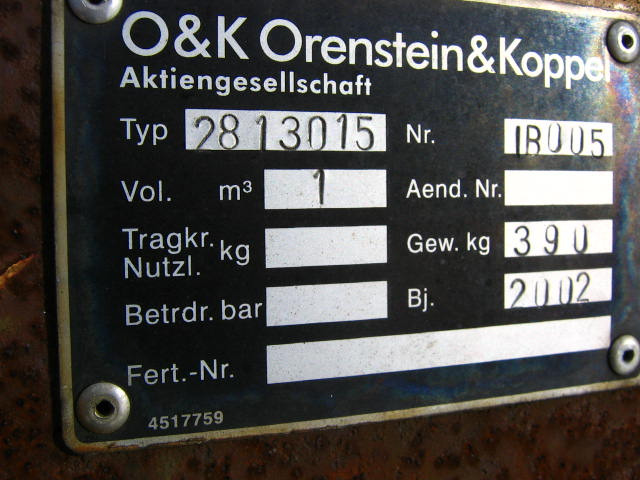 O&K Orenstein&Koppel
Aktiengesellschaft
Typ 2813015 Nr. IR005
Vol. m³ 1 Aend. Nr.
Tragkr. Nutzl. kg Gew. kg 390
Betrdr. bar Bj. 2002
Fert.-Nr.
4517759